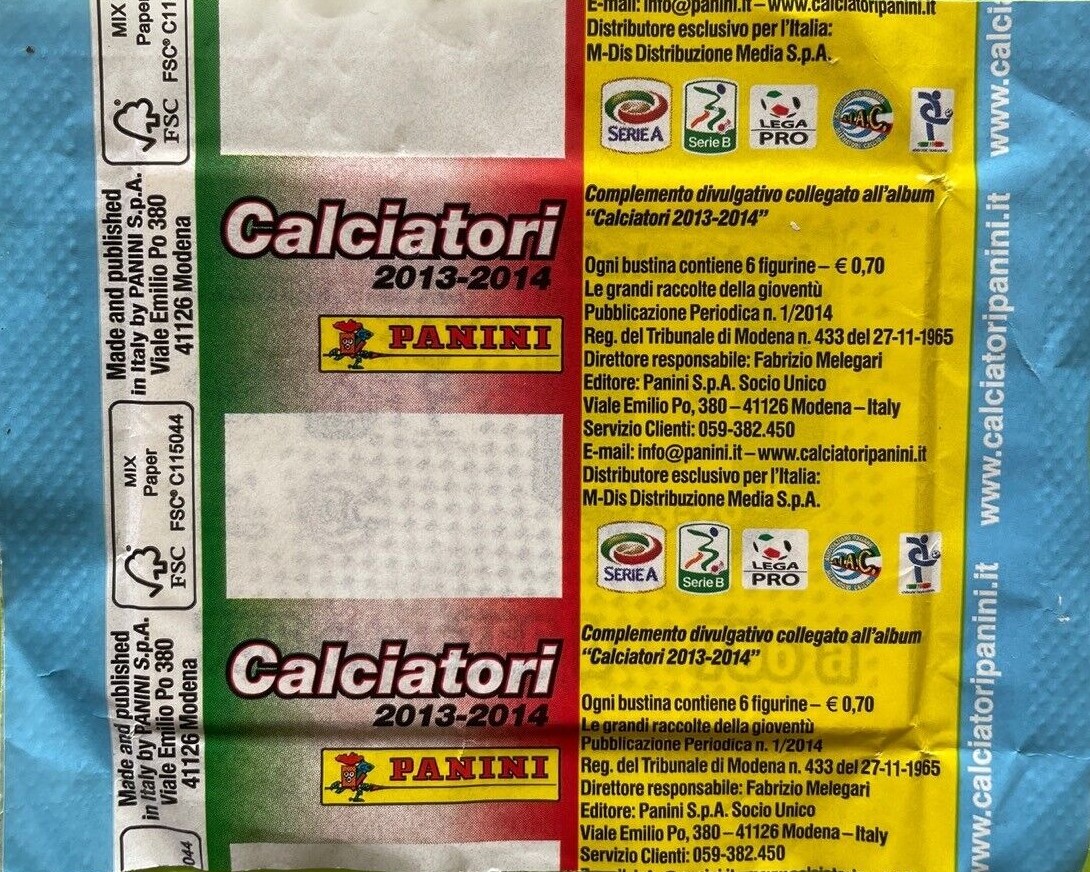 MIX
Paper
FSC® C11
FSC
Made and published
in Italy by PANINI S.p.A.
Viale Emilio Po 380
41126 Modena
MIX
Paper
FSC® C115044
FSC
Made and published
in Italy by PANINI S.p.A.
Viale Emilio Po 380
41126 Modena
044
Calciatori
2013-2014
PANINI
Calciatori
2013-2014
PANINI
E-mail: info@panini.it – www.calciatoripanini.it
Distributore esclusivo per l'Italia:
M-Dis Distribuzione Media S.p.A.
SERIE A
Serie B
LEGA
PRO
A.I.A.C.
Complemento divulgativo collegato all'album
“Calciatori 2013-2014”
Ogni bustina contiene 6 figurine – € 0,70
Le grandi raccolte della gioventù
Pubblicazione Periodica n. 1/2014
Reg. del Tribunale di Modena n. 433 del 27-11-1965
Direttore responsabile: Fabrizio Melegari
Editore: Panini S.p.A. Socio Unico
Viale Emilio Po, 380 – 41126 Modena – Italy
Servizio Clienti: 059-382.450
E-mail: info@panini.it – www.calciatoripanini.it
Distributore esclusivo per l'Italia:
M-Dis Distribuzione Media S.p.A.
SERIE A
Serie B
LEGA
PRO
A.I.A.C.
Complemento divulgativo collegato all'album
“Calciatori 2013-2014”
Ogni bustina contiene 6 figurine – € 0,70
Le grandi raccolte della gioventù
Pubblicazione Periodica n. 1/2014
Reg. del Tribunale di Modena n. 433 del 27-11-1965
Direttore responsabile: Fabrizio Melegari
Editore: Panini S.p.A. Socio Unico
Viale Emilio Po, 380 – 41126 Modena – Italy
Servizio Clienti: 059-382.450
www.calci
www.calciatoripanini.it
www.calciatoripanini.it